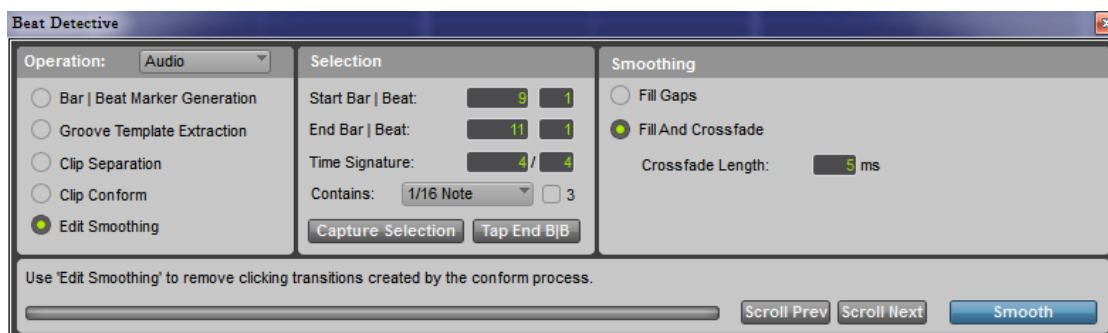 Beat Detective
Operation: Audio
Bar | Beat Marker Generation
Groove Template Extraction
Clip Separation
Clip Conform
Edit Smoothing
Selection
Start Bar | Beat: 9 1
End Bar | Beat: 11 1
Time Signature: 4 / 4
Contains: 1/16 Note 3
Capture Selection Tap End B|B
Smoothing
Fill Gaps
Fill And Crossfade
Crossfade Length: 5 ms
Use 'Edit Smoothing' to remove clicking transitions created by the conform process.
Scroll Prev Scroll Next Smooth